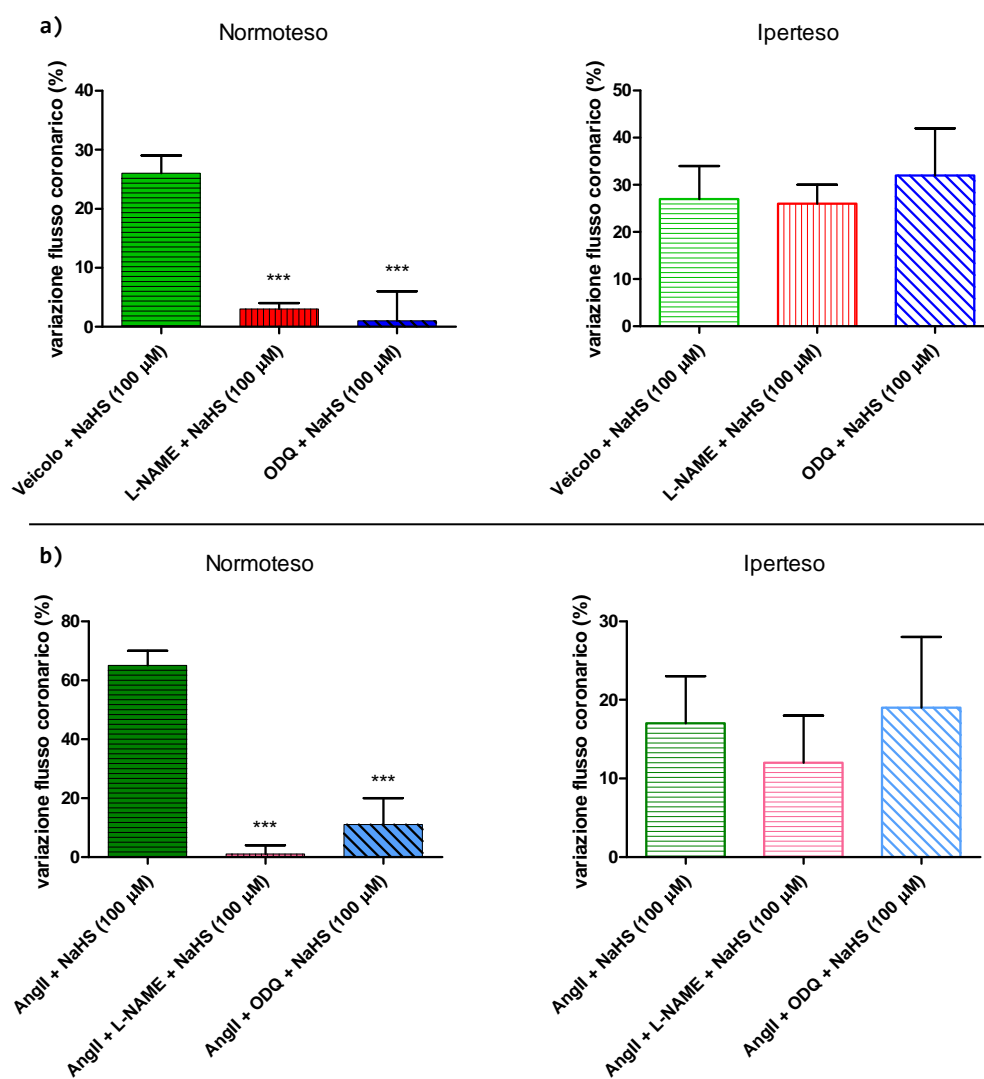 a)
Normoteso
variazione flusso coronarico (%)
40
30
20
10
0
***
***
Veicolo + NaHS (100 µM)
L-NAME + NaHS (100 µM)
ODQ + NaHS (100 µM)
Iperteso
variazione flusso coronarico (%)
50
40
30
20
10
0
Veicolo + NaHS (100 µM)
L-NAME + NaHS (100 µM)
ODQ + NaHS (100 µM)
b)
Normoteso
variazione flusso coronarico (%)
80
60
40
20
0
***
***
AngII + NaHS (100 µM)
AngII + L-NAME + NaHS (100 µM)
AngII + ODQ + NaHS (100 µM)
Iperteso
variazione flusso coronarico (%)
30
20
10
0
AngII + NaHS (100 µM)
AngII + L-NAME + NaHS (100 µM)
AngII + ODQ + NaHS (100 µM)